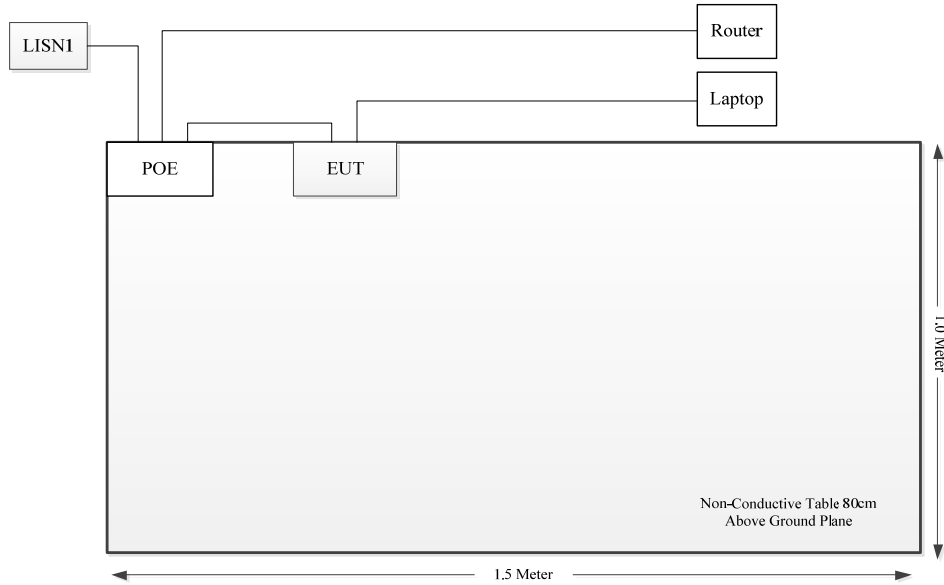 LISN1
Router
Laptop
POE
EUT
1.0 Meter
Non-Conductive Table 80cm
Above Ground Plane
1.5 Meter